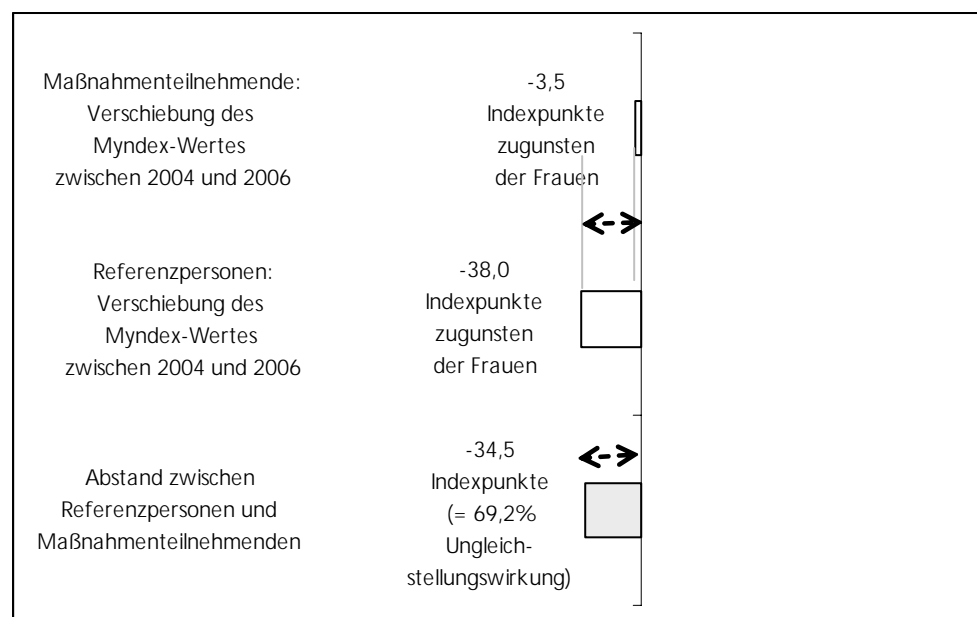 Maßnahmenteilnehmende:
Verschiebung des
Myndex-Wertes
zwischen 2004 und 2006
-3,5
Indexpunkte
zugunsten
der Frauen
Referenzpersonen:
Verschiebung des
Myndex-Wertes
zwischen 2004 und 2006
-38,0
Indexpunkte
zugunsten
der Frauen
Abstand zwischen
Referenzpersonen und
Maßnahmenteilnehmenden
-34,5
Indexpunkte
(= 69,2%
Ungleich-
stellungswirkung)